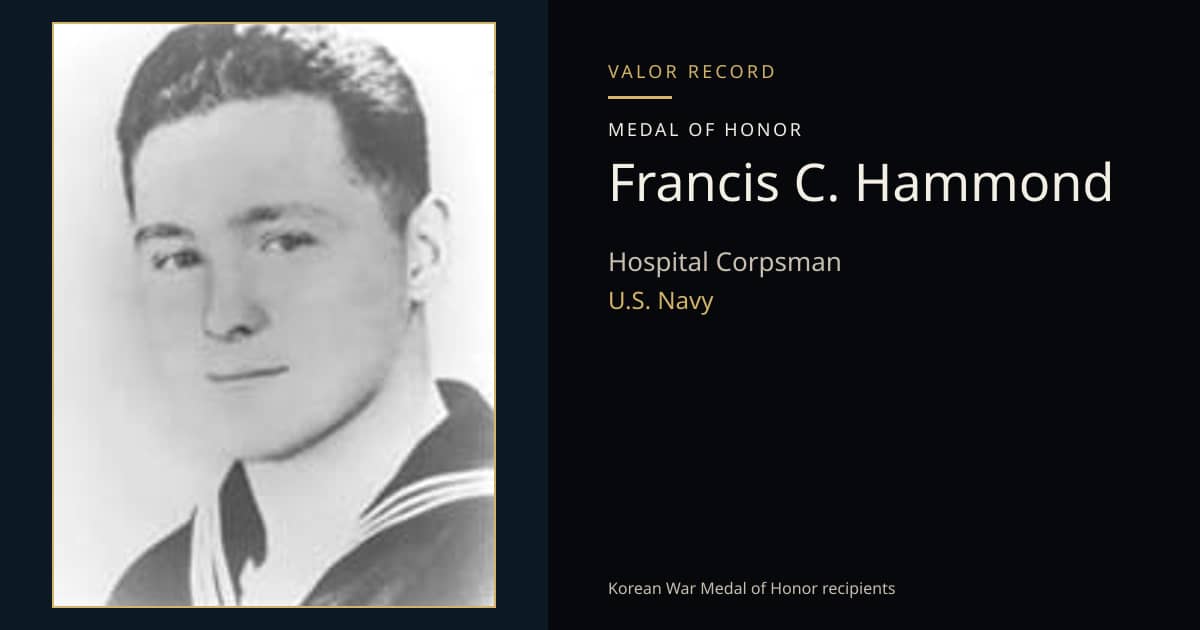 VALOR RECORD
MEDAL OF HONOR
Francis C. Hammond
Hospital Corpsman
U.S. Navy
Korean War Medal of Honor recipients